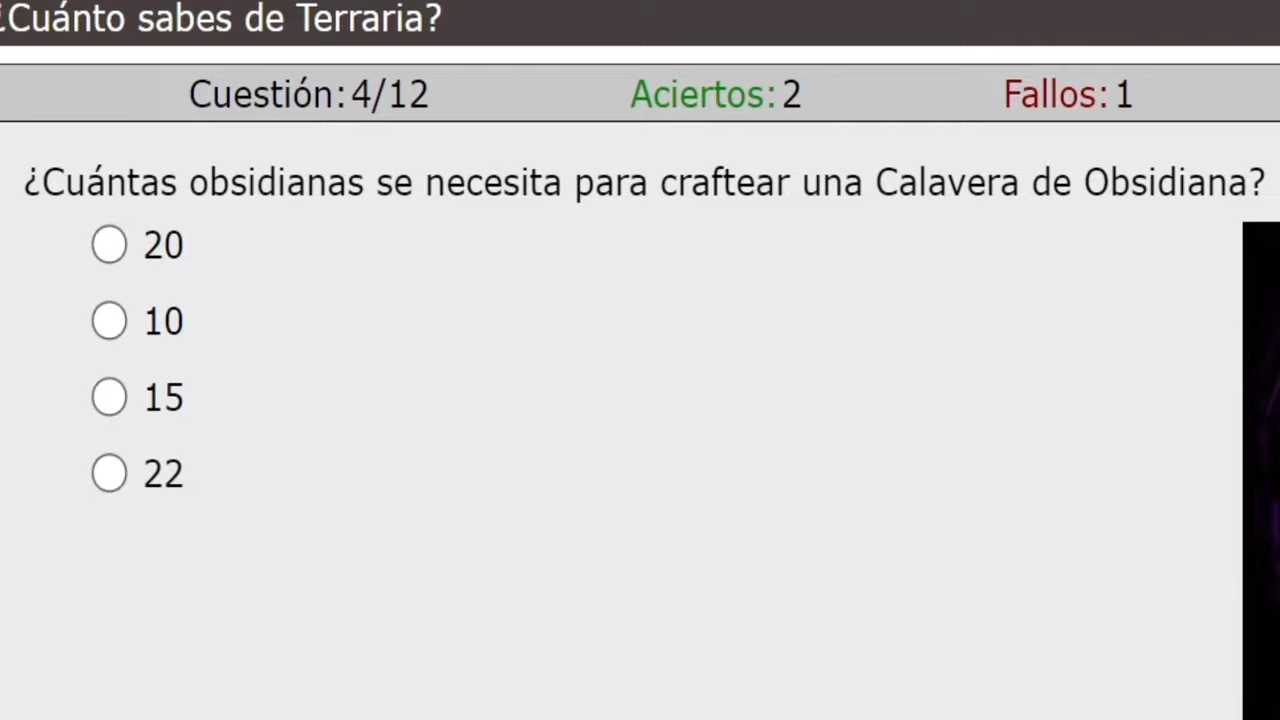 ¿Cuánto sabes de Terraria?
Cuestión: 4/12 Aciertos: 2 Fallos: 1
¿Cuántas obsidianas se necesita para craftear una Calavera de Obsidiana?
20
10
15
22